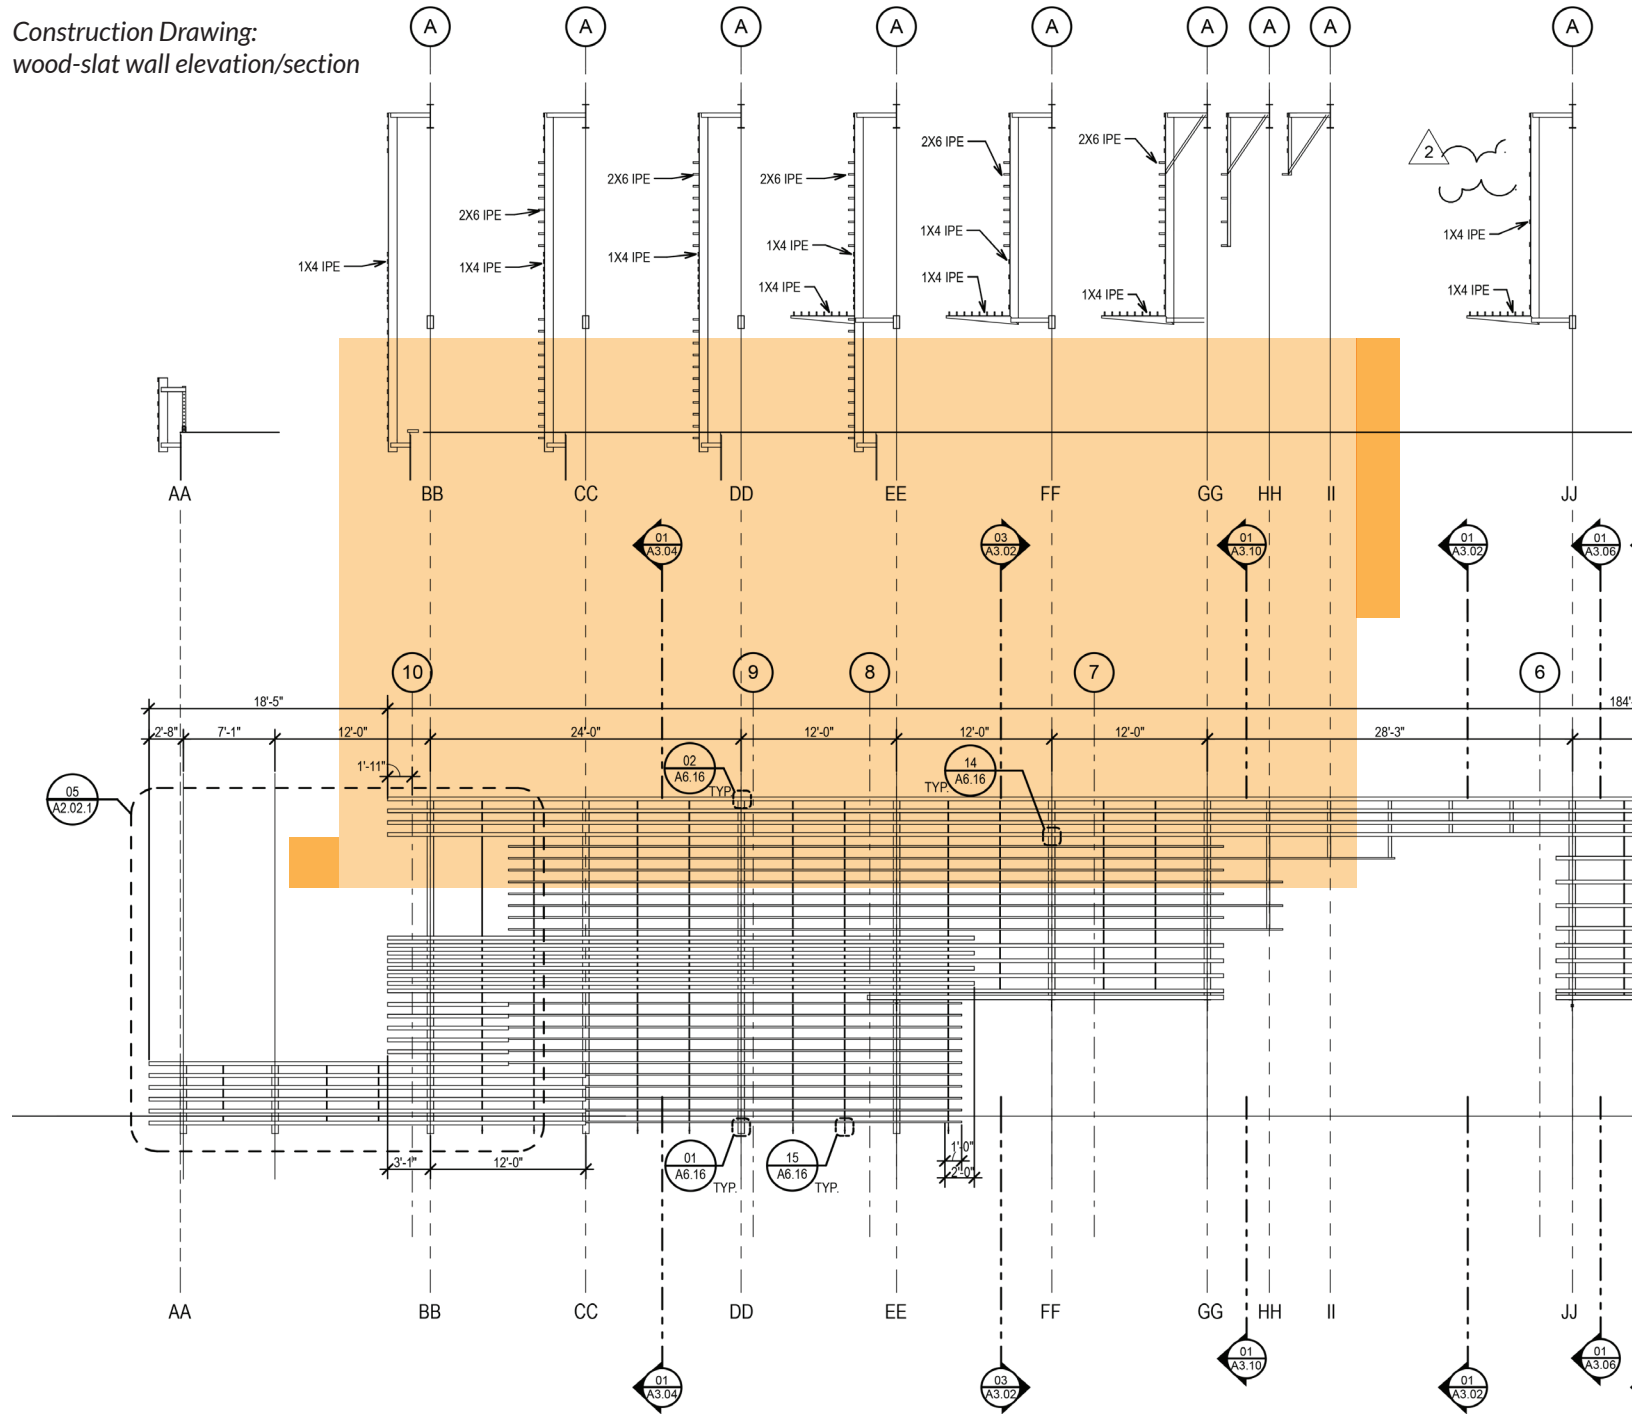 Construction Drawing:
wood-slat wall elevation/section
A A A A A A A A A
2X6 IPE
2X6 IPE
2
2X6 IPE
2X6 IPE
2X6 IPE
1X4 IPE
1X4 IPE
1X4 IPE
1X4 IPE
1X4 IPE
1X4 IPE
1X4 IPE
1X4 IPE
1X4 IPE
1X4 IPE
1X4 IPE
AA BB CC DD EE FF GG HH II JJ
01 03 01 01 01
A3.04 A3.02 A3.10 A3.02 A3.06
10 9 8 7 6
18'-5" 184'-
2'-8" 7'-1" 12'-0" 24'-0" 12'-0" 12'-0" 12'-0" 28'-3"
1'-11" 02 14
A6.16 A6.16
05 TYP. TYP.
A2.02.1
1'-0"
3'-1" 12'-0" 01 15 2'-0"
A6.16 A6.16
TYP. TYP.
AA BB CC DD EE FF GG HH II JJ
01 01
A3.10 A3.06
01 03 01
A3.04 A3.02 A3.02